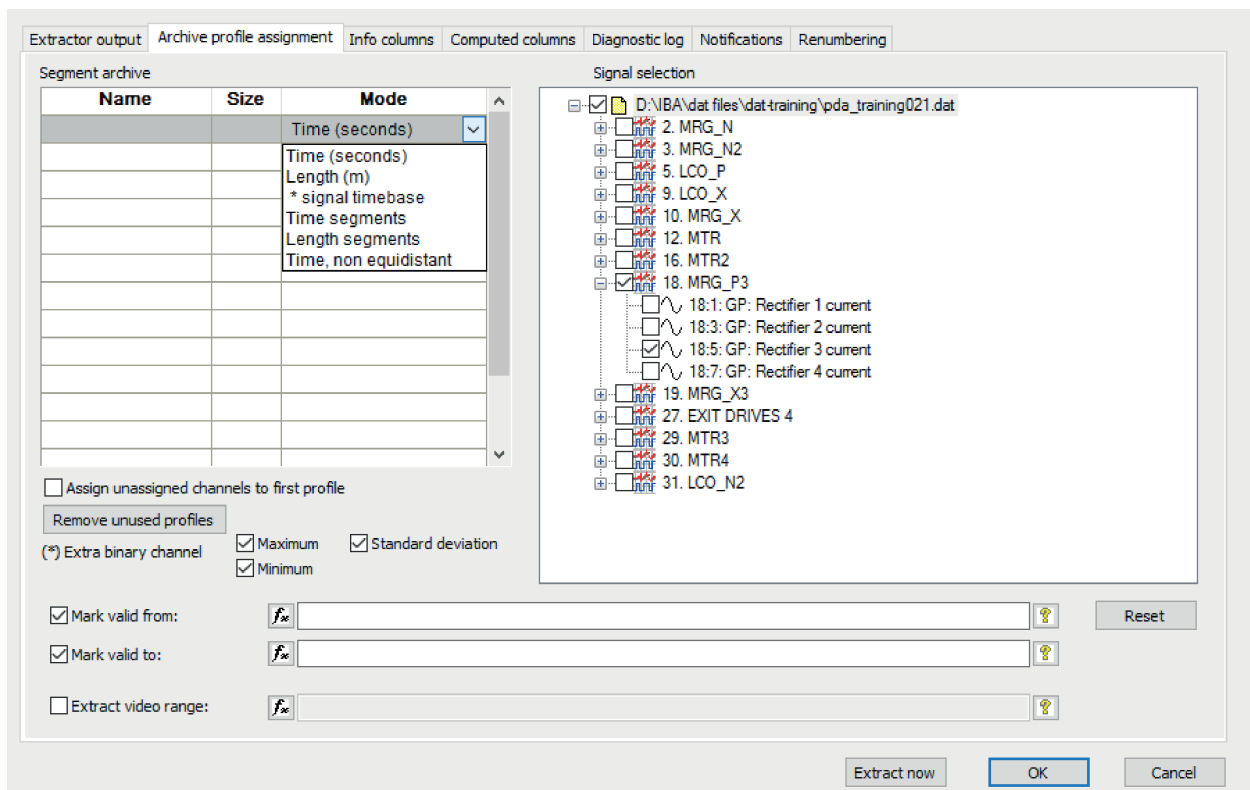 Extractor output Archive profile assignment Info columns Computed columns Diagnostic log Notifications Renumbering
Segment archive
Name Size Mode
Time (seconds)
Time (seconds)
Length (m)
* signal timebase
Time segments
Length segments
Time, non equidistant
Assign unassigned channels to first profile
Remove unused profiles
(*) Extra binary channel
Maximum
Standard deviation
Minimum
Signal selection
D:\IBA\dat files\dat-training\pda_training021.dat
2. MRG_N
3. MRG_N2
5. LCO_P
9. LCO_X
10. MRG_X
12. MTR
16. MTR2
18. MRG_P3
18:1: GP: Rectifier 1 current
18:3: GP: Rectifier 2 current
18:5: GP: Rectifier 3 current
18:7: GP: Rectifier 4 current
19. MRG_X3
27. EXIT DRIVES 4
29. MTR3
30. MTR4
31. LCO_N2
Mark valid from: fx ? Reset
Mark valid to: fx ?
Extract video range: fx ?
Extract now OK Cancel